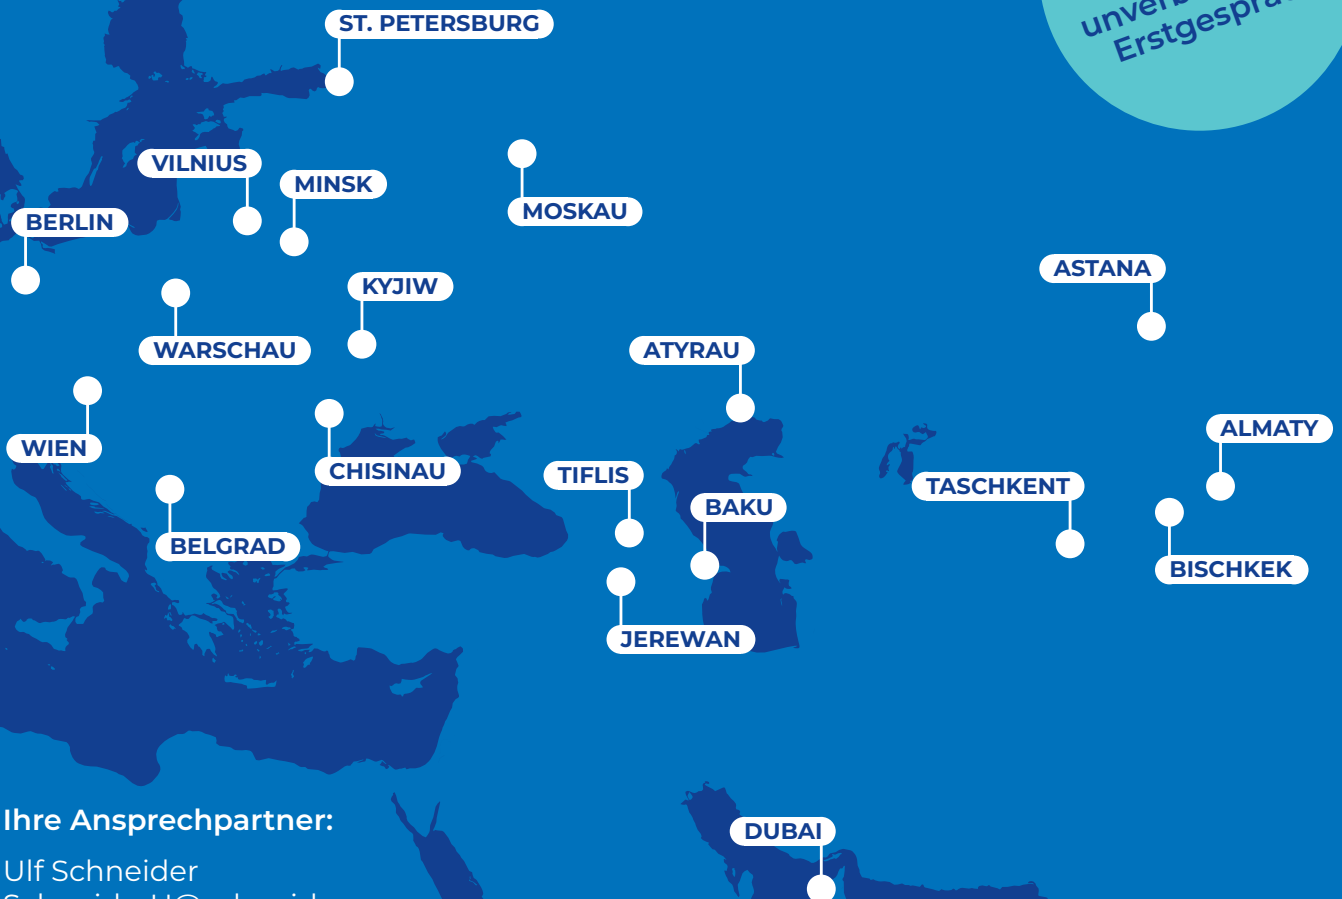 ST. PETERSBURG
Erstgespräch
VILNIUS
MINSK
MOSKAU
BERLIN
ASTANA
KYJIW
WARSCHAU
ATYRAU
WIEN
ALMATY
CHISINAU
TIFLIS
TASCHKENT
BAKU
BELGRAD
BISCHKEK
JEREWAN
Ihre Ansprechpartner:
DUBAI
Ulf Schneider